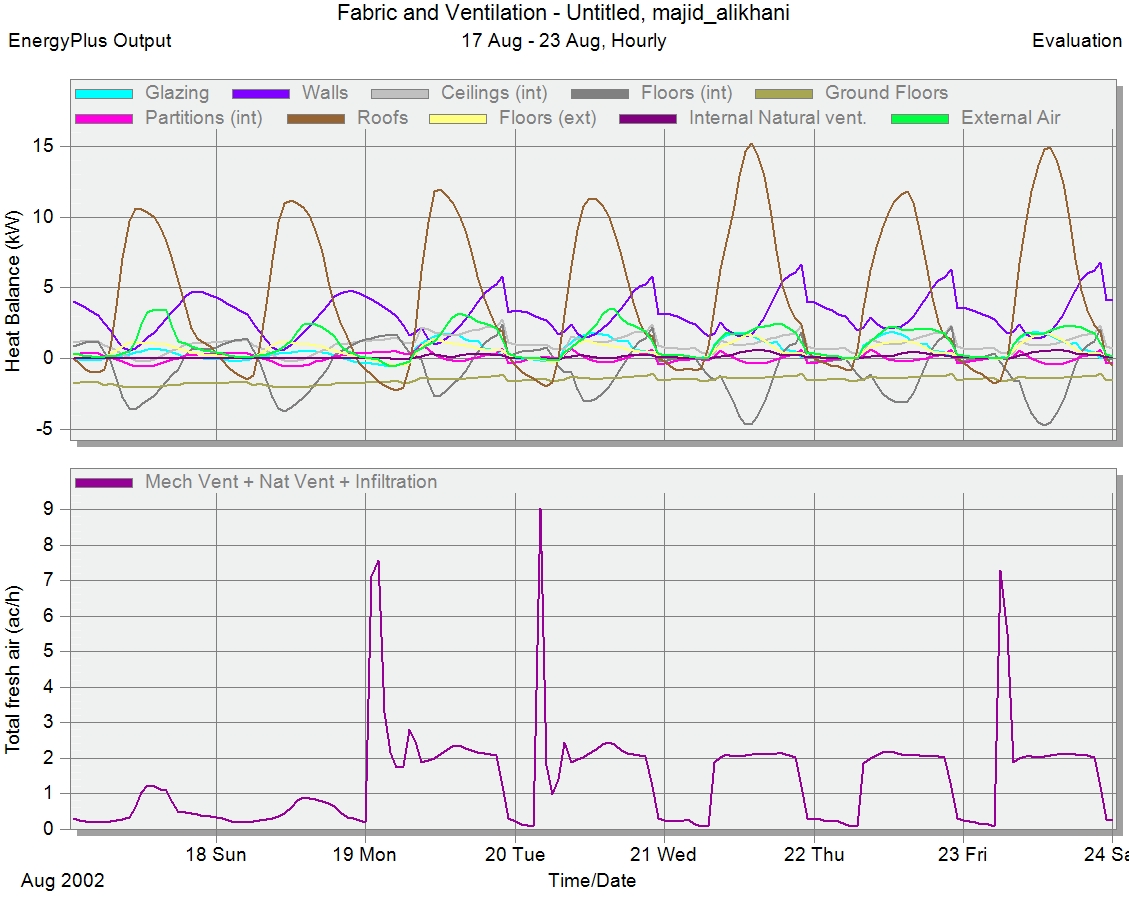 Fabric and Ventilation - Untitled, majid_alikhani
EnergyPlus Output 17 Aug - 23 Aug, Hourly Evaluation
Glazing Walls Ceilings (int) Floors (int) Ground Floors
Partitions (int) Roofs Floors (ext) Internal Natural vent. External Air
Heat Balance (kW)
15
10
5
0
-5
Mech Vent + Nat Vent + Infiltration
Total fresh air (ac/h)
9
8
7
6
5
4
3
2
1
0
18 Sun 19 Mon 20 Tue 21 Wed 22 Thu 23 Fri 24 Sa
Aug 2002 Time/Date